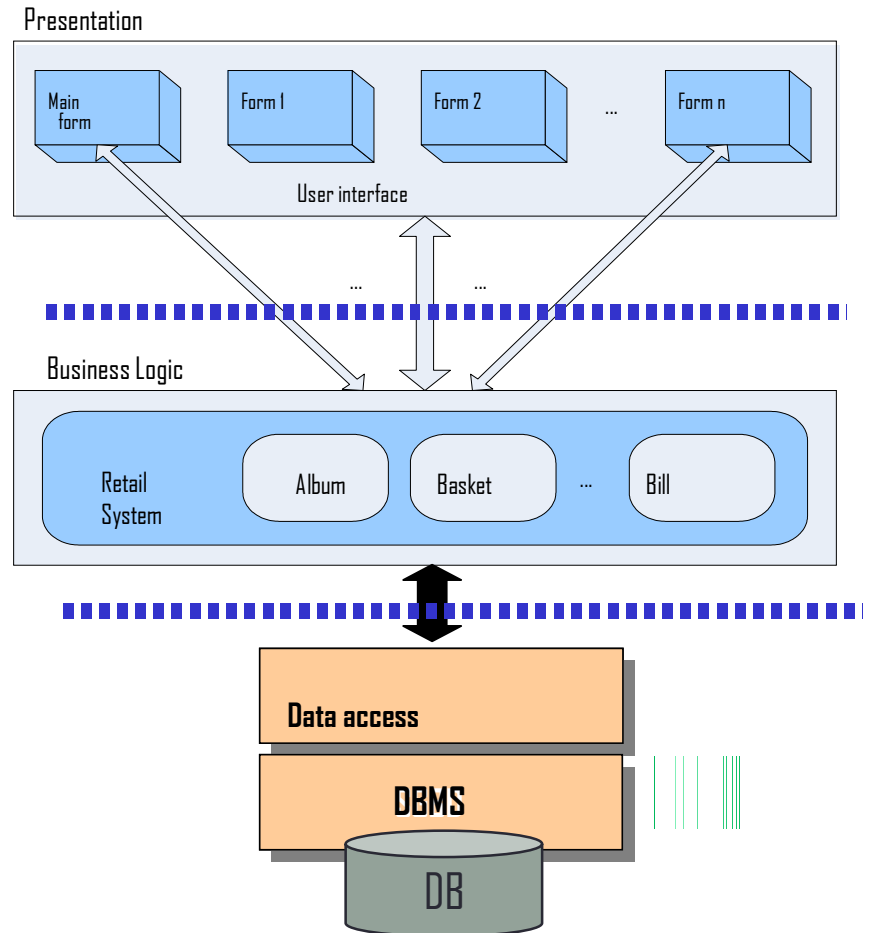 Presentation
Main
form
Form 1
Form 2
...
Form n
User interface
...
...
Business Logic
Retail
System
Album
Basket
...
Bill
Data access
DBMS
DB